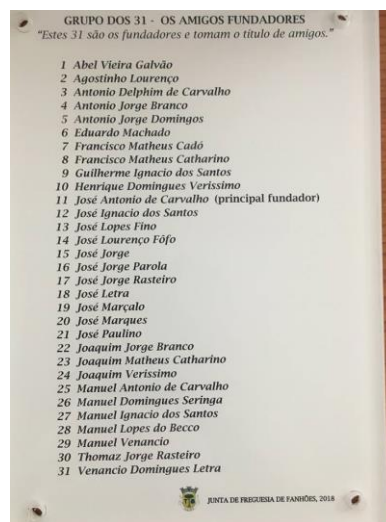 GRUPO DOS 31 - OS AMIGOS FUNDADORES
"Estes 31 são os fundadores e tomam o titulo de amigos."
1 Abel Vieira Galvão
2 Agostinho Lourenço
3 Antonio Delphim de Carvalho
4 Antonio Jorge Branco
5 Antonio Jorge Domingos
6 Eduardo Machado
7 Francisco Matheus Cadó
8 Francisco Matheus Catharino
9 Guilherme Ignacio dos Santos
10 Henrique Domingues Verissimo
11 José Antonio de Carvalho (principal fundador)
12 José Ignacio dos Santos
13 José Lopes Fino
14 José Lourenço Fôfo
15 José Jorge
16 José Jorge Parola
17 José Jorge Rasteiro
18 José Letra
19 José Marçalo
20 José Marques
21 José Paulino
22 Joaquim Jorge Branco
23 Joaquim Matheus Catharino
24 Joaquim Verissimo
25 Manuel Antonio de Carvalho
26 Manuel Domingues Seringa
27 Manuel Ignacio dos Santos
28 Manuel Lopes do Becco
29 Manuel Venancio
30 Thomaz Jorge Rasteiro
31 Venancio Domingues Letra
JUNTA DE FREGUESIA DE FANHÕES, 2018